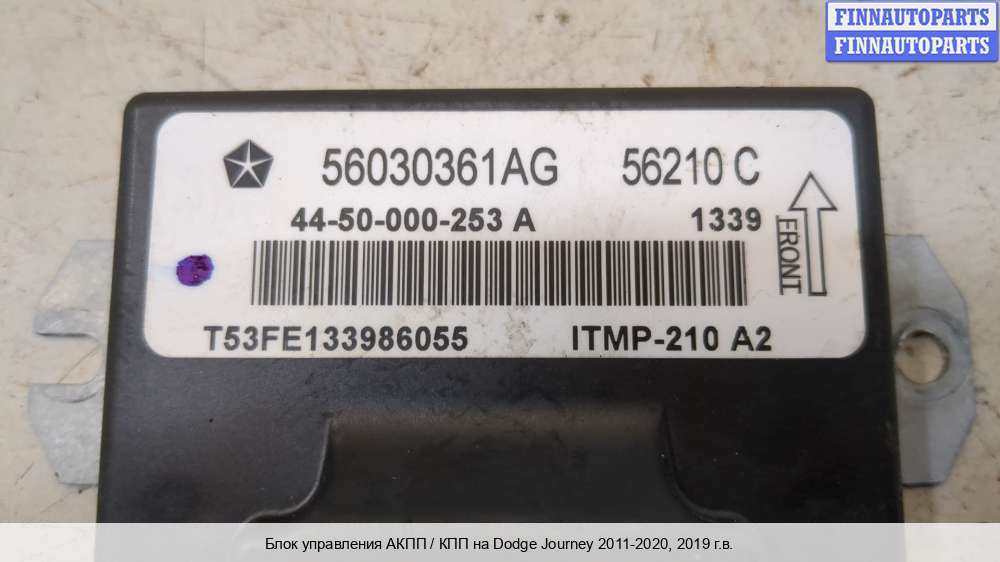 FINNAUTOPARTS
FINNAUTOPARTS
56030361AG 56210 C
44-50-000-253 A 1339
FRONT
T53FE133986055 ITMP-210 A2
Блок управления АКПП / КПП на Dodge Journey 2011-2020, 2019 г.в.